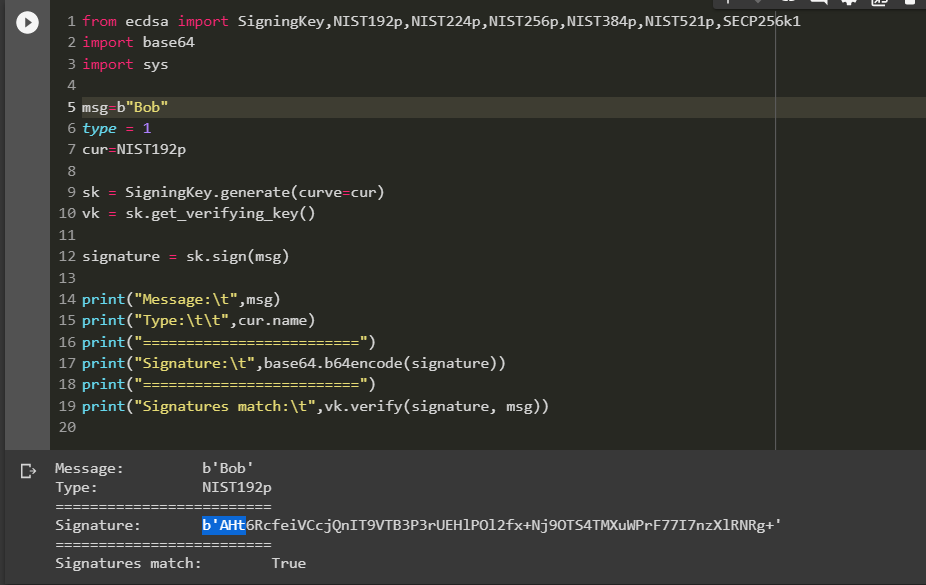 1 from ecdsa import SigningKey,NIST192p,NIST224p,NIST256p,NIST384p,NIST521p,SECP256k1
2 import base64
3 import sys
4
5 msg=b"Bob"
6 type = 1
7 cur=NIST192p
8
9 sk = SigningKey.generate(curve=cur)
10 vk = sk.get_verifying_key()
11
12 signature = sk.sign(msg)
13
14 print("Message:\t",msg)
15 print("Type:\t\t",cur.name)
16 print("=========================")
17 print("Signature:\t",base64.b64encode(signature))
18 print("=========================")
19 print("Signatures match:\t",vk.verify(signature, msg))
20
Message: b'Bob'
Type: NIST192p
=========================
Signature: b'AHt6RcfeiVCcjQnIT9VTB3P3rUEHlPOl2fx+Nj9OTS4TMXuWPrF77I7nzXlRNRg+'
=========================
Signatures match: True